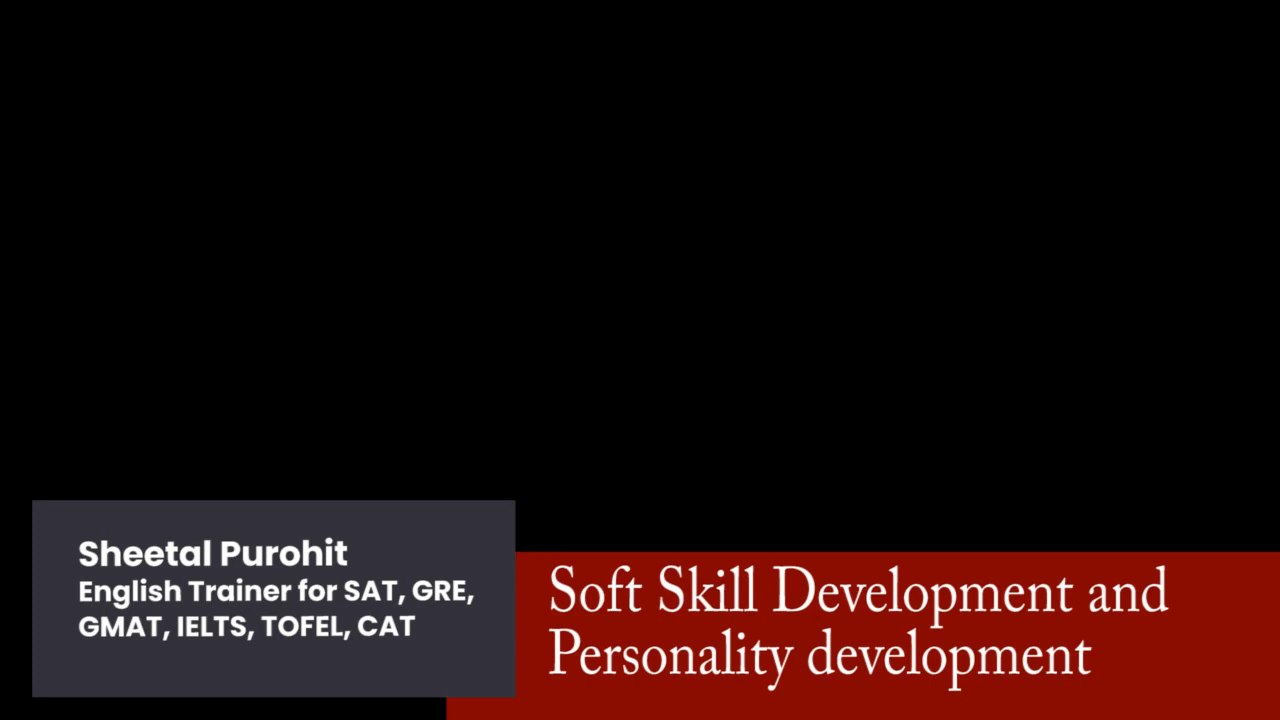 Sheetal Purohit
English Trainer for SAT, GRE,
GMAT, IELTS, TOFEL, CAT
Soft Skill Development and
Personality development